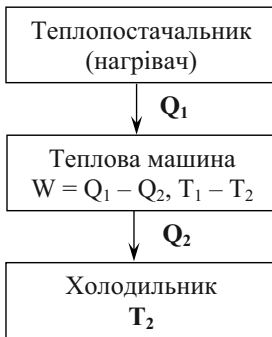 Теплопостачальник
(нагрівач)
Q₁
Теплова машина
W = Q₁ – Q₂, T₁ – T₂
Q₂
Холодильник
T₂